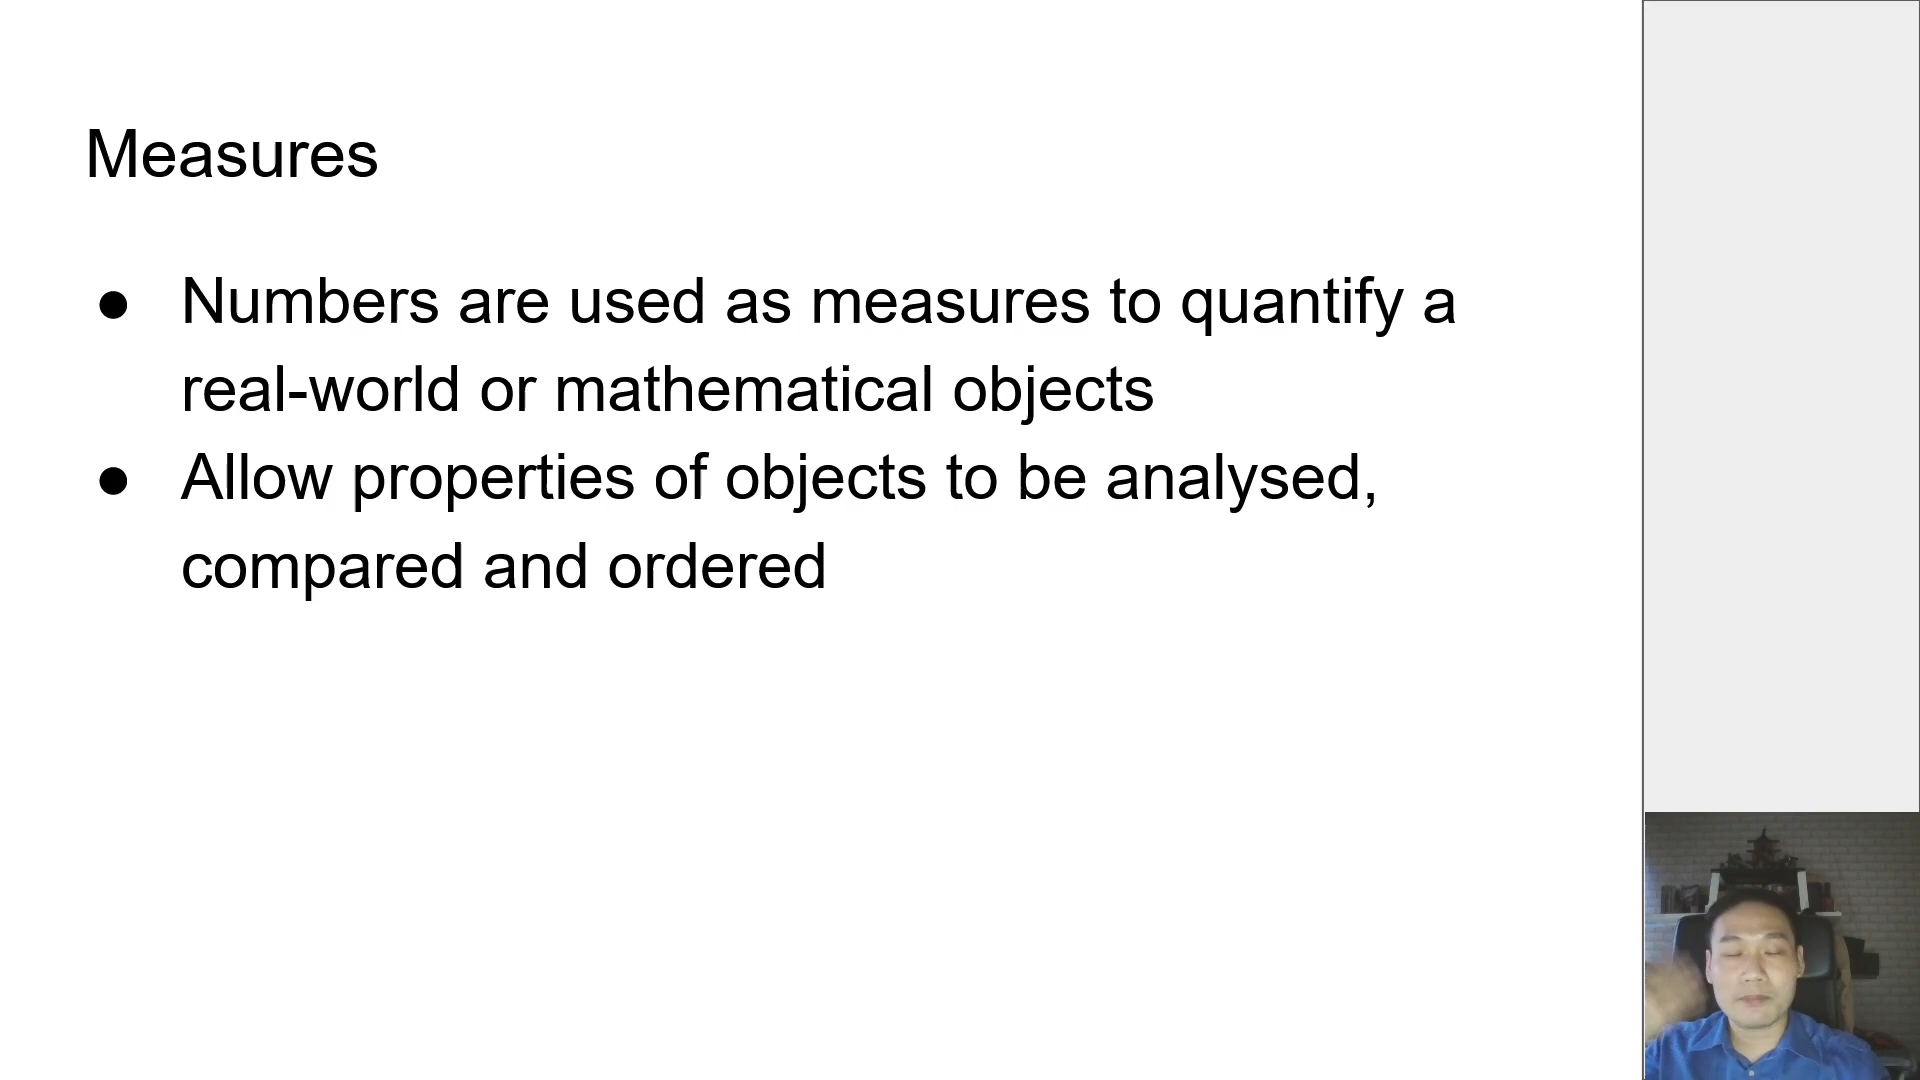 Measures
● Numbers are used as measures to quantify a
real-world or mathematical objects
● Allow properties of objects to be analysed,
compared and ordered